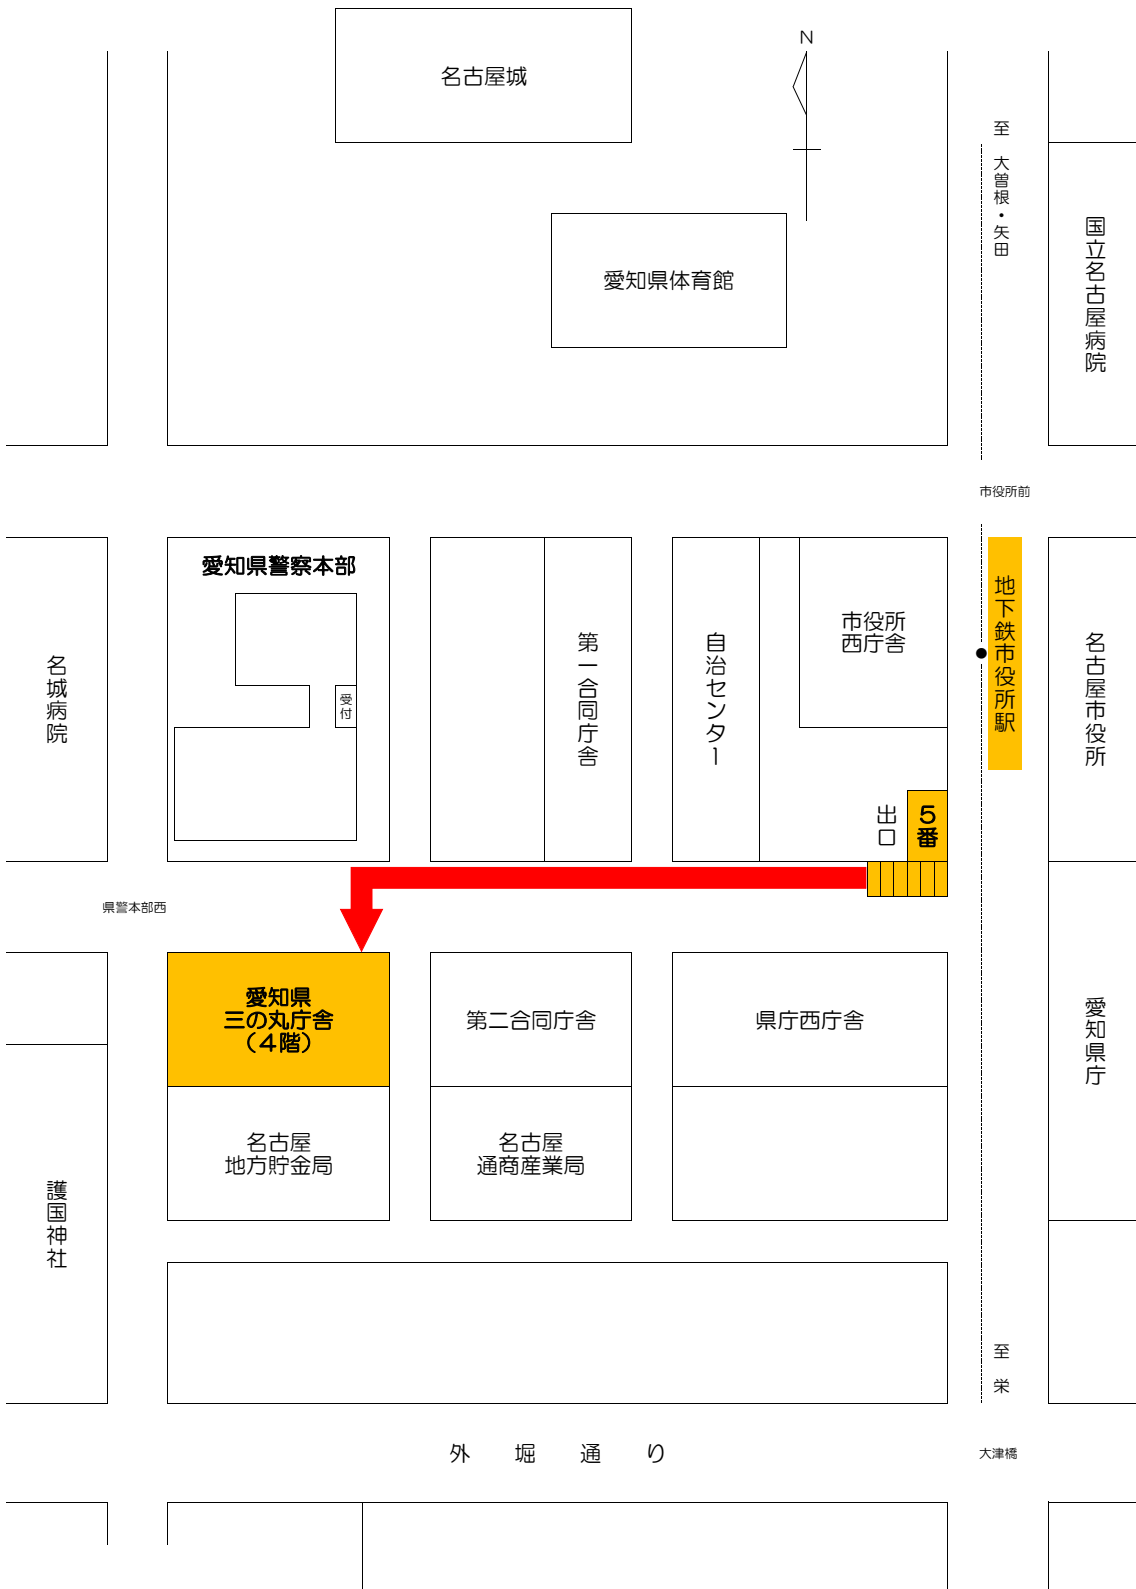 名古屋城
N
至　大曽根・矢田
国立名古屋病院
愛知県体育館
市役所前
愛知県警察本部
受付
名城病院
第一合同庁舎
自治センター
市役所
西庁舎
地下鉄市役所駅
名古屋市役所
出口
５番
県警本部西
愛知県
三の丸庁舎
（４階）
第二合同庁舎
県庁西庁舎
愛知県庁
名古屋
地方貯金局
名古屋
通商産業局
護国神社
至　栄
外　堀　通　り
大津橋